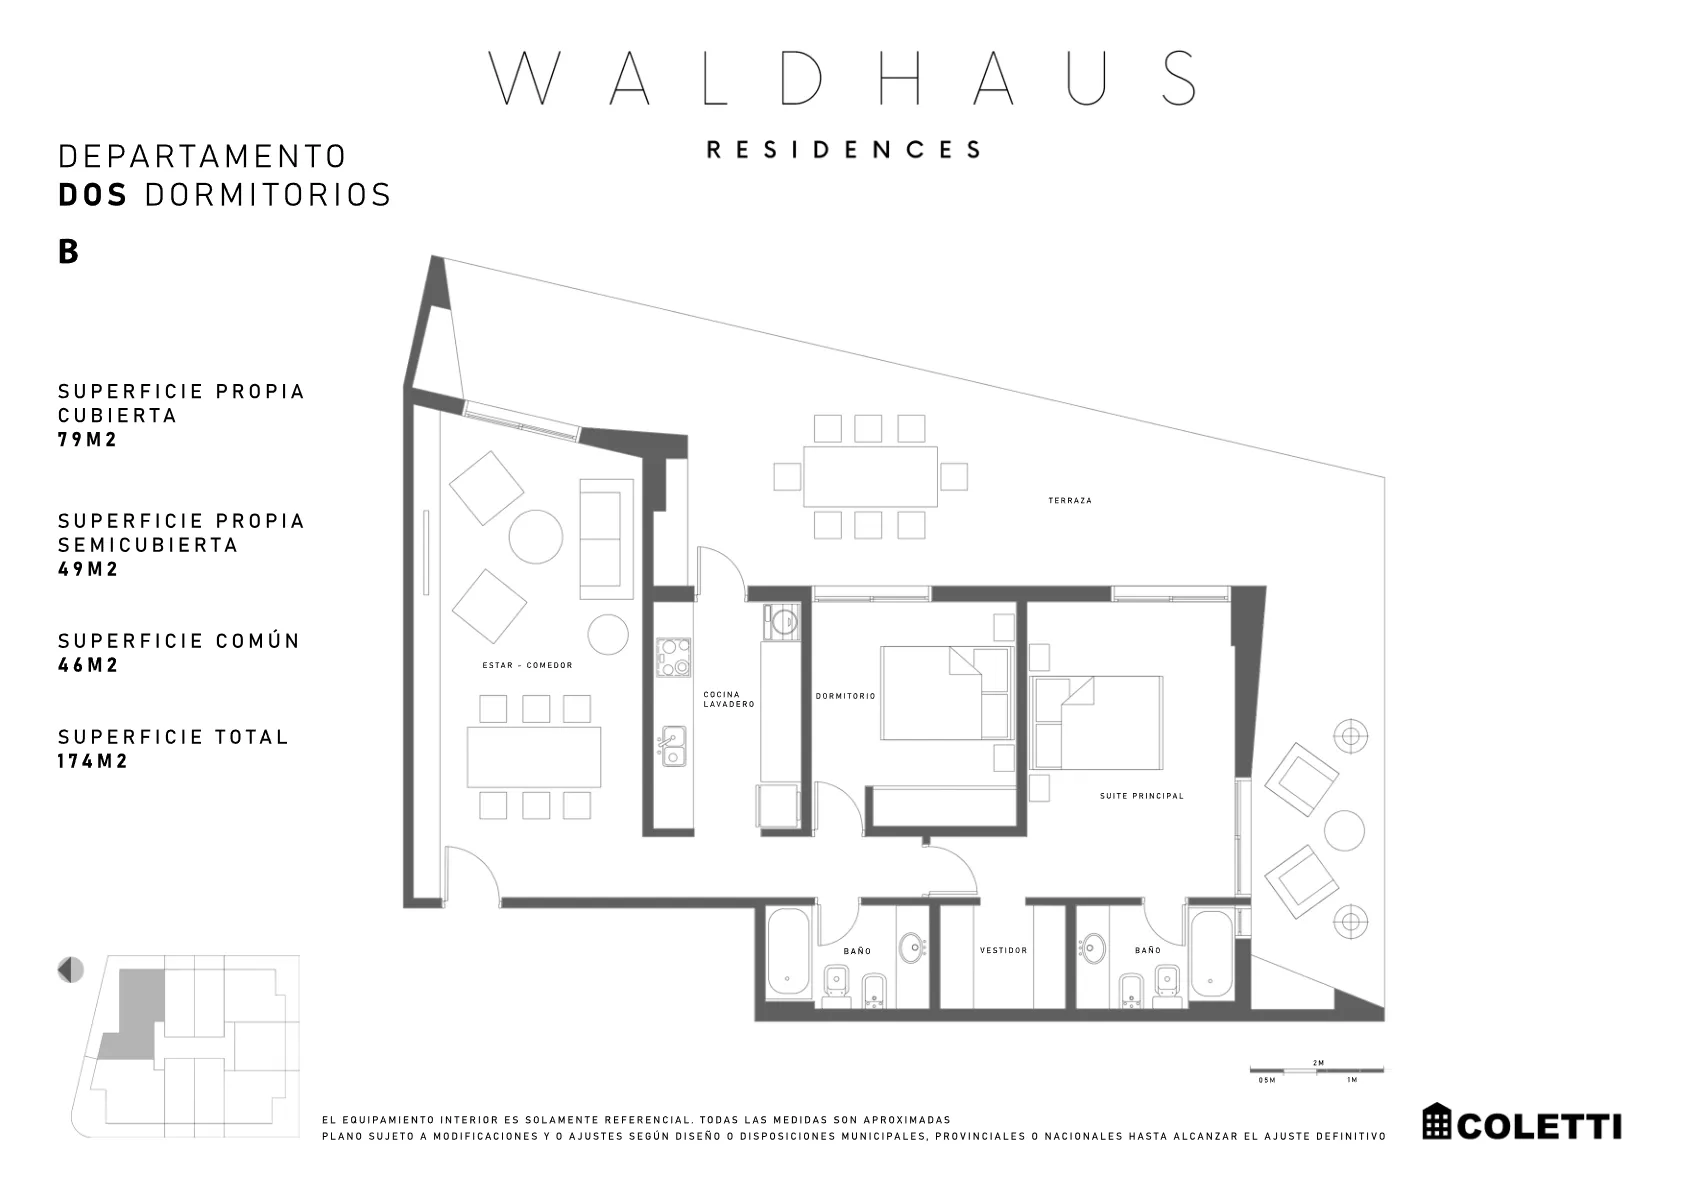 WALDHAUS
RESIDENCES
DEPARTAMENTO
DOS DORMITORIOS
B
SUPERFICIE PROPIA
CUBIERTA
79M2
SUPERFICIE PROPIA
SEMICUBIERTA
49M2
SUPERFICIE COMÚN
46M2
SUPERFICIE TOTAL
174M2
TERRAZA
ESTAR - COMEDOR
COCINA
LAVADERO
DORMITORIO
SUITE PRINCIPAL
BAÑO
VESTIDOR
BAÑO
2M
05M
1M
EL EQUIPAMIENTO INTERIOR ES SOLAMENTE REFERENCIAL. TODAS LAS MEDIDAS SON APROXIMADAS
PLANO SUJETO A MODIFICACIONES Y O AJUSTES SEGÚN DISEÑO O DISPOSICIONES MUNICIPALES, PROVINCIALES O NACIONALES HASTA ALCANZAR EL AJUSTE DEFINITIVO
COLETTI